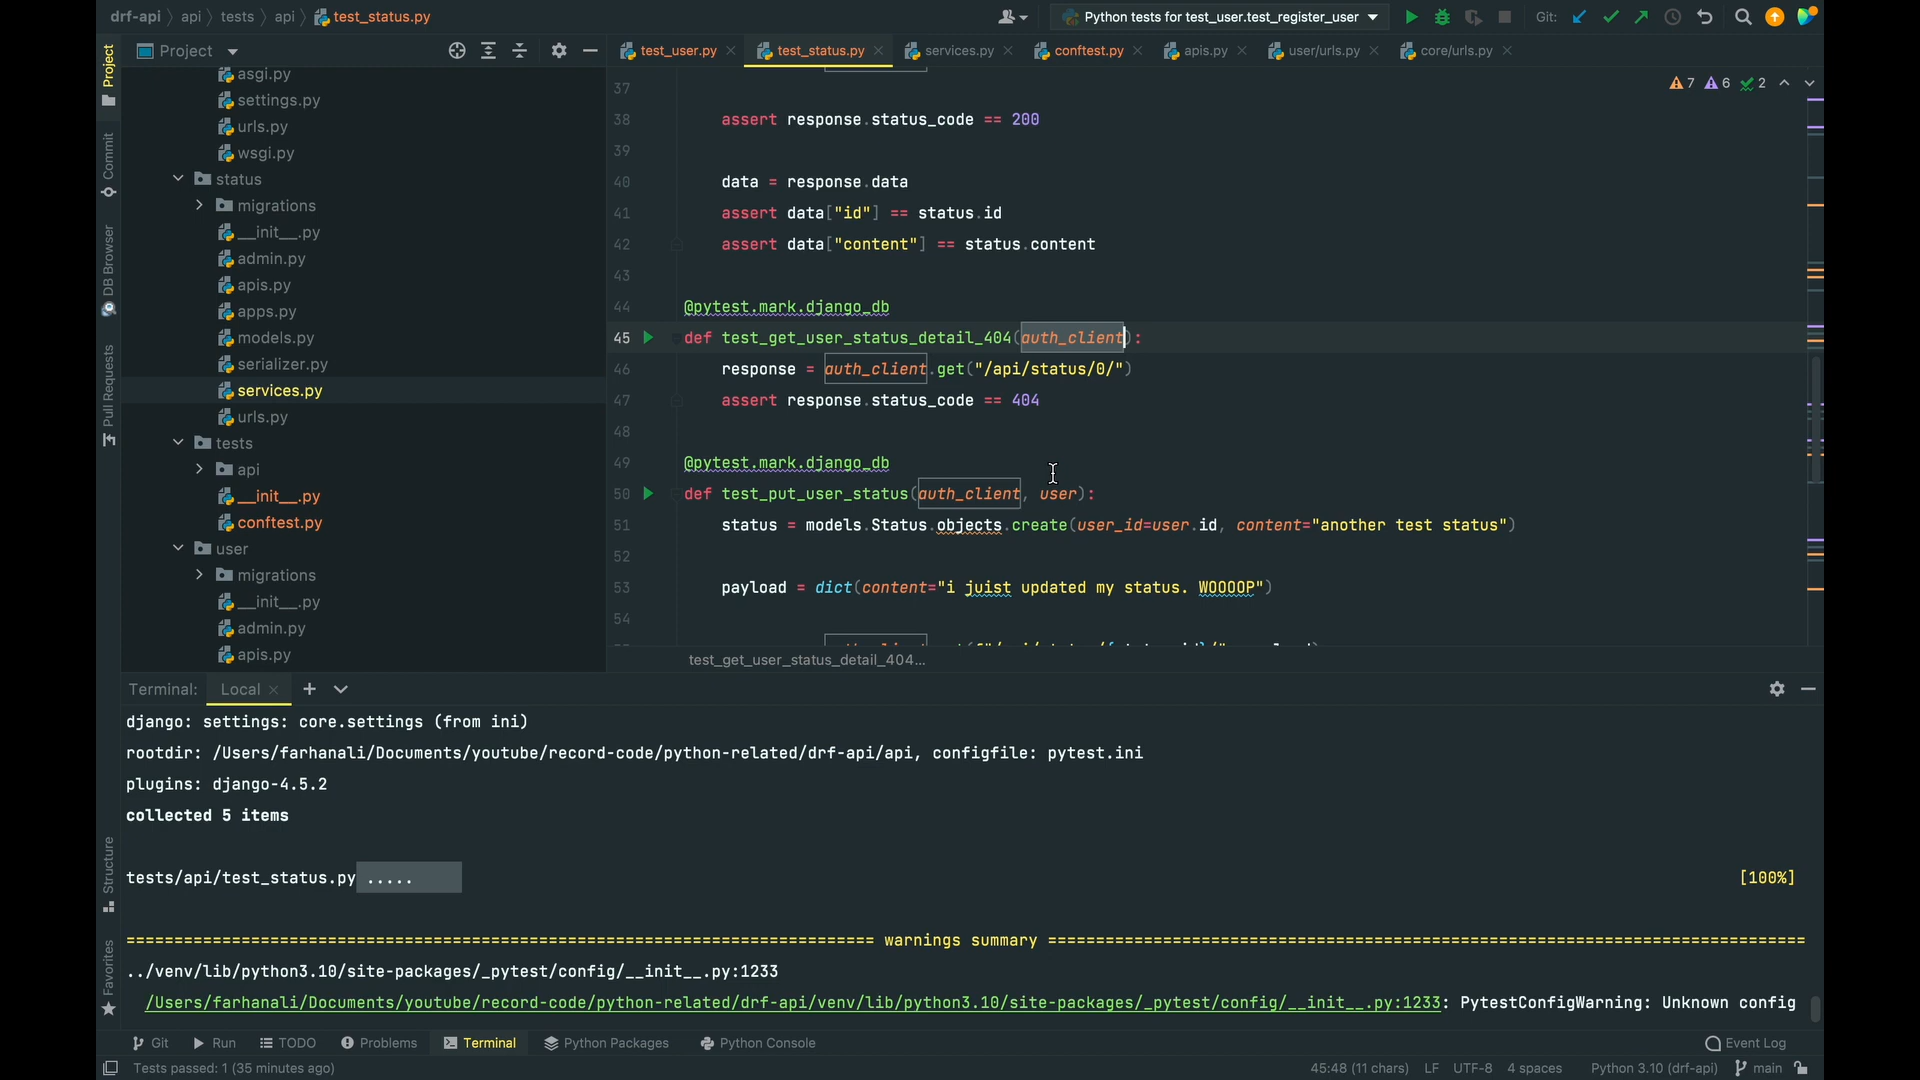 drf-api › api › tests › api › test_status.py
Python tests for test_user.test_register_user
Git:
Project
test_user.py
test_status.py
services.py
conftest.py
apis.py
user/urls.py
core/urls.py
Project
Commit
DB Browser
Pull Requests
Structure
Favorites
asgi.py
settings.py
urls.py
wsgi.py
status
migrations
__init__.py
admin.py
apis.py
apps.py
models.py
serializer.py
services.py
urls.py
tests
api
__init__.py
conftest.py
user
migrations
__init__.py
admin.py
apis.py
7 6 2
37
38 assert response.status_code == 200
39
40 data = response.data
41 assert data["id"] == status.id
42 assert data["content"] == status.content
43
44 @pytest.mark.django_db
45 def test_get_user_status_detail_404(auth_client):
46 response = auth_client.get("/api/status/0/")
47 assert response.status_code == 404
48
49 @pytest.mark.django_db
50 def test_put_user_status(auth_client, user):
51 status = models.Status.objects.create(user_id=user.id, content="another test status")
52
53 payload = dict(content="i juist updated my status. WOOOOP")
54
test_get_user_status_detail_404...
Terminal: Local
django: settings: core.settings (from ini)
rootdir: /Users/farhanali/Documents/youtube/record-code/python-related/drf-api/api, configfile: pytest.ini
plugins: django-4.5.2
collected 5 items
tests/api/test_status.py ..... [100%]
============================================================================== warnings summary ===============================================================================
../venv/lib/python3.10/site-packages/_pytest/config/__init__.py:1233
/Users/farhanali/Documents/youtube/record-code/python-related/drf-api/venv/lib/python3.10/site-packages/_pytest/config/__init__.py:1233: PytestConfigWarning: Unknown config
Git Run TODO Problems Terminal Python Packages Python Console Event Log
Tests passed: 1 (35 minutes ago) 45:48 (11 chars) LF UTF-8 4 spaces Python 3.10 (drf-api) main